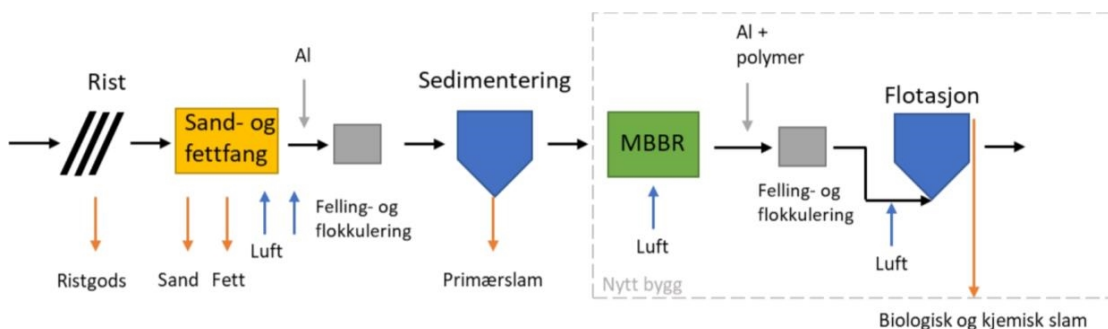 Rist
Sand- og
fettfang
Al
Sedimentering
MBBR
Al +
polymer
Flotasjon
Felling- og
flokkulering
Felling- og
flokkulering
Luft
Luft
Luft
Ristgods
Sand
Fett
Primærslam
Nytt bygg
Biologisk og kjemisk slam